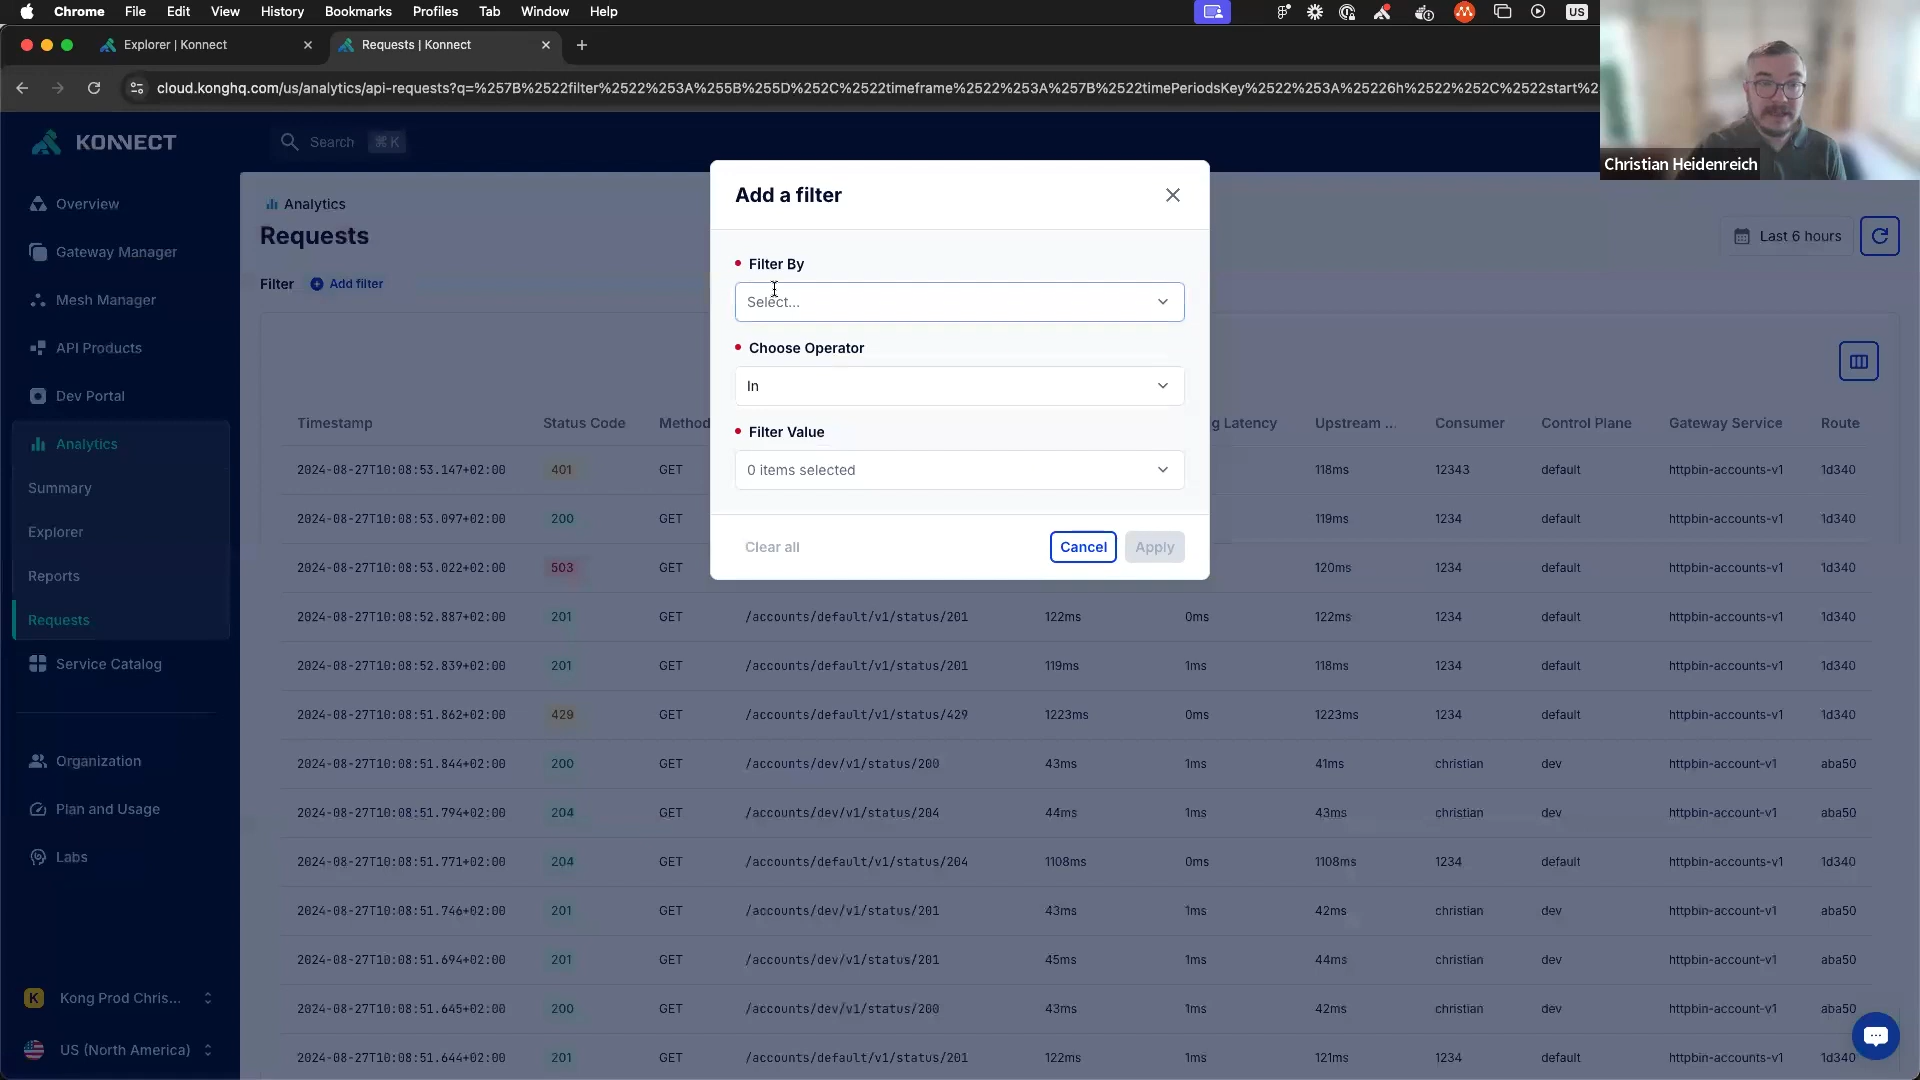 Chrome File Edit View History Bookmarks Profiles Tab Window Help US
Explorer | Konnect
Requests | Konnect
cloud.konghq.com/us/analytics/api-requests?q=%257B%2522filter%2522%253A%255B%255D%252C%2522timeframe%2522%253A%257B%2522timePeriodsKey%2522%253A%25226h%2522%252C%2522start%2
Christian Heidenreich
KONNECT
Search ⌘ K
Overview
Gateway Manager
Mesh Manager
API Products
Dev Portal
Analytics
Summary
Explorer
Reports
Requests
Service Catalog
Organization
Plan and Usage
Labs
K Kong Prod Chris...
US (North America)
Analytics
Requests
Last 6 hours
Filter Add filter
Add a filter
Filter By
Select...
Choose Operator
In
Filter Value
0 items selected
Clear all Cancel Apply
Timestamp Status Code Method g Latency Upstream ... Consumer Control Plane Gateway Service Route
2024-08-27T10:08:53.147+02:00 401 GET 118ms 12343 default httpbin-accounts-v1 1d340
2024-08-27T10:08:53.097+02:00 200 GET 119ms 1234 default httpbin-accounts-v1 1d340
2024-08-27T10:08:53.022+02:00 503 GET 120ms 1234 default httpbin-accounts-v1 1d340
2024-08-27T10:08:52.887+02:00 201 GET /accounts/default/v1/status/201 122ms 0ms 122ms 1234 default httpbin-accounts-v1 1d340
2024-08-27T10:08:52.839+02:00 201 GET /accounts/default/v1/status/201 119ms 1ms 118ms 1234 default httpbin-accounts-v1 1d340
2024-08-27T10:08:51.862+02:00 429 GET /accounts/default/v1/status/429 1223ms 0ms 1223ms 1234 default httpbin-accounts-v1 1d340
2024-08-27T10:08:51.844+02:00 200 GET /accounts/dev/v1/status/200 43ms 1ms 41ms christian dev httpbin-account-v1 aba50
2024-08-27T10:08:51.794+02:00 204 GET /accounts/dev/v1/status/204 44ms 1ms 43ms christian dev httpbin-account-v1 aba50
2024-08-27T10:08:51.771+02:00 204 GET /accounts/default/v1/status/204 1108ms 0ms 1108ms 1234 default httpbin-accounts-v1 1d340
2024-08-27T10:08:51.746+02:00 201 GET /accounts/dev/v1/status/201 43ms 1ms 42ms christian dev httpbin-account-v1 aba50
2024-08-27T10:08:51.694+02:00 201 GET /accounts/dev/v1/status/201 45ms 1ms 44ms christian dev httpbin-account-v1 aba50
2024-08-27T10:08:51.645+02:00 200 GET /accounts/dev/v1/status/200 43ms 1ms 42ms christian dev httpbin-account-v1 aba50
2024-08-27T10:08:51.644+02:00 201 GET /accounts/default/v1/status/201 122ms 1ms 121ms 1234 default httpbin-accounts-v1 1d340